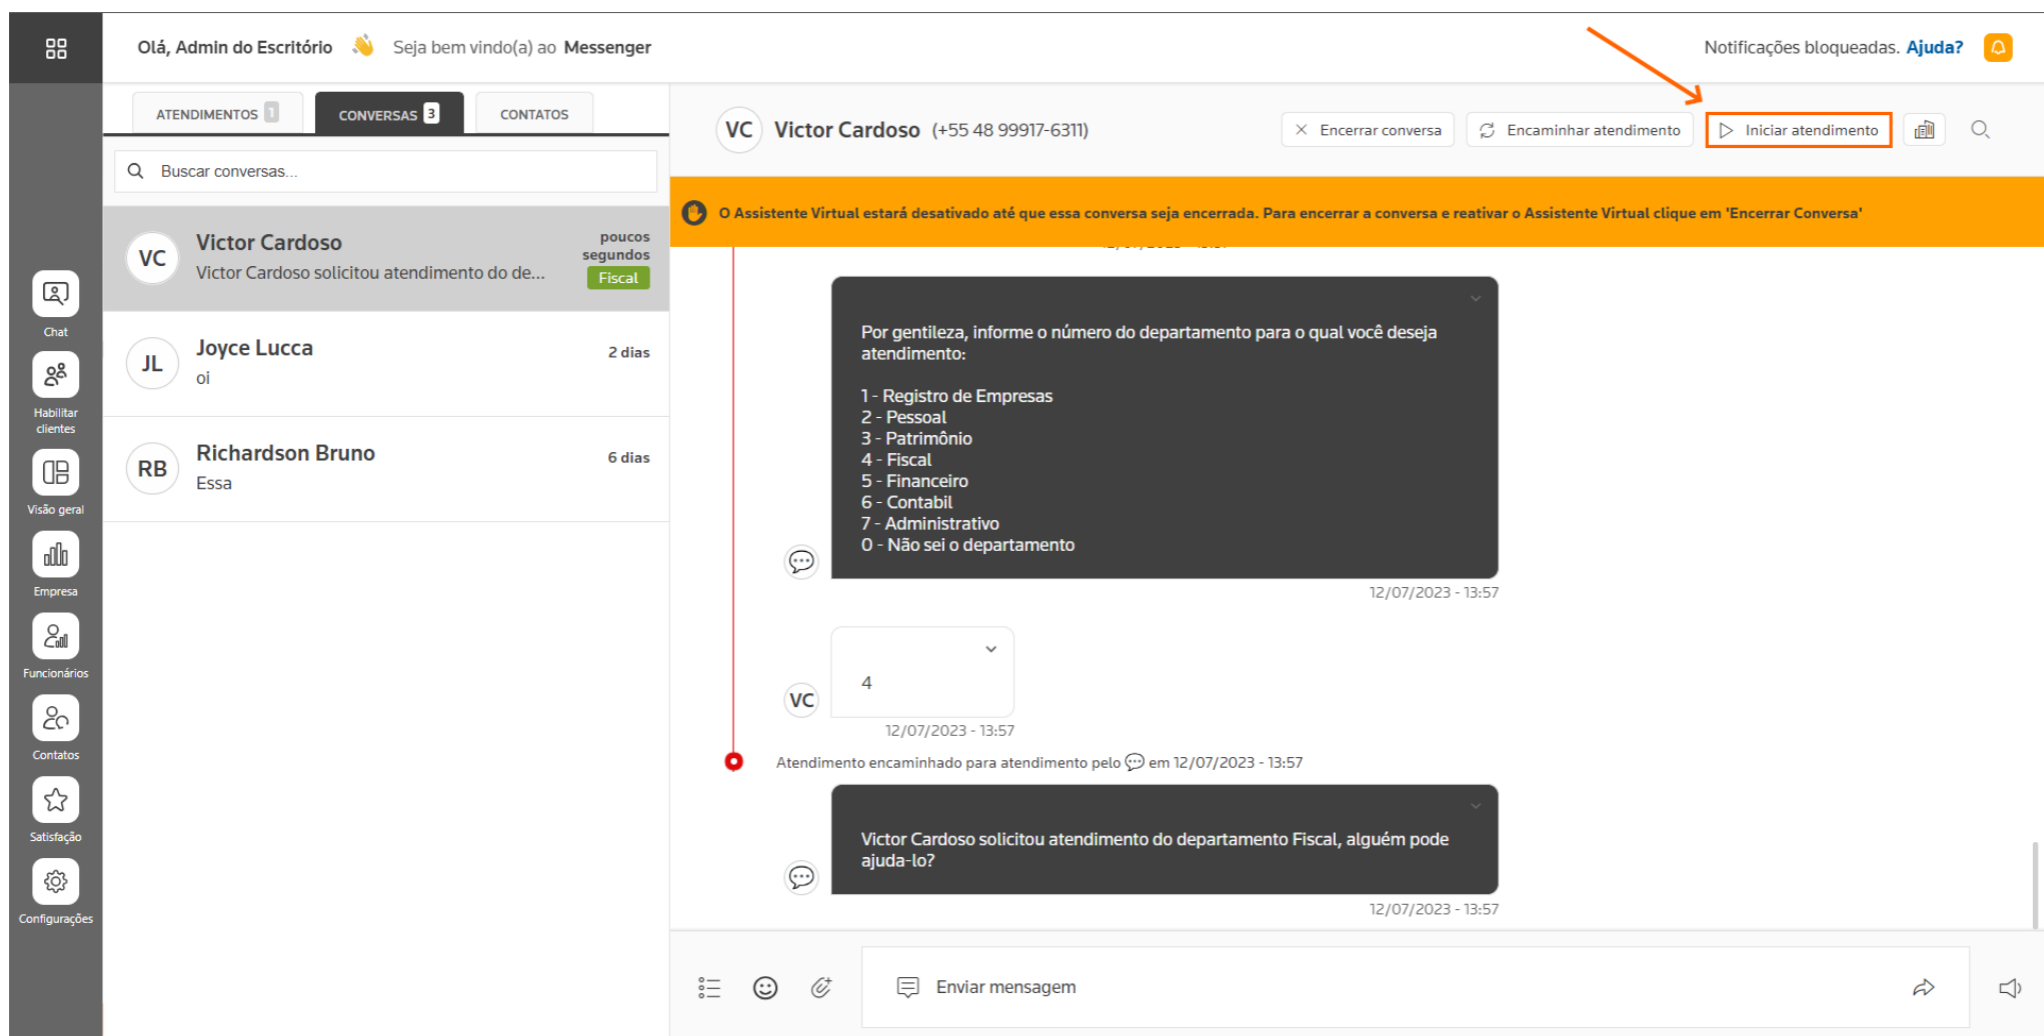 Olá, Admin do Escritório 👋 Seja bem vindo(a) ao Messenger
Notificações bloqueadas. Ajuda?
ATENDIMENTOS 1
CONVERSAS 3
CONTATOS
Buscar conversas...
Victor Cardoso
poucos segundos
Victor Cardoso solicitou atendimento do de...
Fiscal
Joyce Lucca
2 dias
oi
Richardson Bruno
6 dias
Essa
VC
JL
RB
Chat
Habilitar
clientes
Visão geral
Empresa
Funcionários
Contatos
Satisfação
Configurações
VC Victor Cardoso (+55 48 99917-6311)
Encerrar conversa
Encaminhar atendimento
Iniciar atendimento
O Assistente Virtual estará desativado até que essa conversa seja encerrada. Para encerrar a conversa e reativar o Assistente Virtual clique em 'Encerrar Conversa'
Por gentileza, informe o número do departamento para o qual você deseja
atendimento:
1 - Registro de Empresas
2 - Pessoal
3 - Patrimônio
4 - Fiscal
5 - Financeiro
6 - Contabil
7 - Administrativo
0 - Não sei o departamento
12/07/2023 - 13:57
4
VC
12/07/2023 - 13:57
Atendimento encaminhado para atendimento pelo 💬 em 12/07/2023 - 13:57
Victor Cardoso solicitou atendimento do departamento Fiscal, alguém pode
ajuda-lo?
12/07/2023 - 13:57
Enviar mensagem